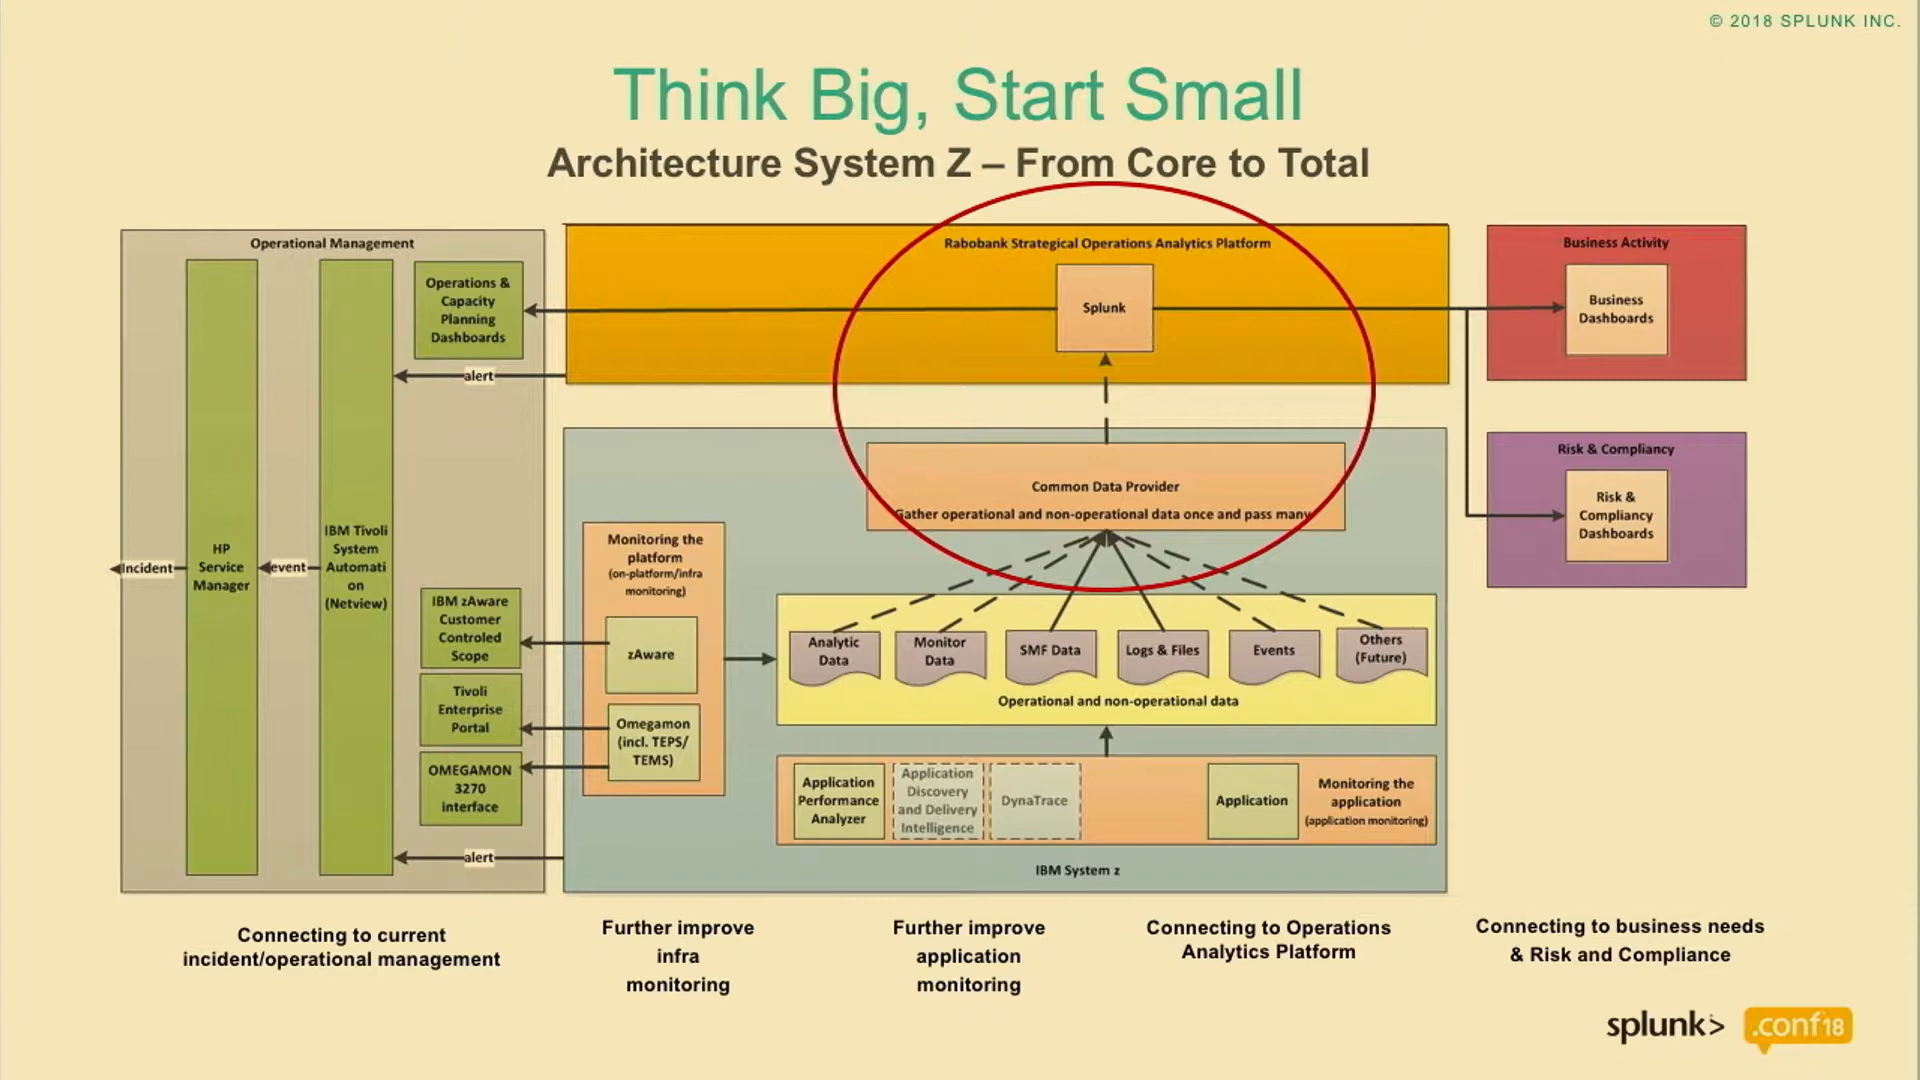 © 2018 SPLUNK INC.
Think Big, Start Small
Architecture System Z – From Core to Total
Operational Management
HP
Service
Manager
IBM Tivoli
System
Automati
on
(Netview)
Operations &
Capacity
Planning
Dashboards
alert
Incident
event
IBM zAware
Customer
Controled
Scope
Tivoli
Enterprise
Portal
OMEGAMON
3270
interface
alert
Rabobank Strategical Operations Analytics Platform
Splunk
Common Data Provider
Gather operational and non-operational data once and pass many
Monitoring the
platform
(on-platform/infra
monitoring)
zAware
Omegamon
(incl. TEPS/
TEMS)
Analytic
Data
Monitor
Data
SMF Data
Logs & Files
Events
Others
(Future)
Operational and non-operational data
Application
Performance
Analyzer
Application
Discovery
and Delivery
Intelligence
DynaTrace
Application
Monitoring the
application
(application monitoring)
IBM System z
Business Activity
Business
Dashboards
Risk & Compliancy
Risk &
Compliancy
Dashboards
Connecting to current
incident/operational management
Further improve
infra
monitoring
Further improve
application
monitoring
Connecting to Operations
Analytics Platform
Connecting to business needs
& Risk and Compliance
splunk>
.conf18